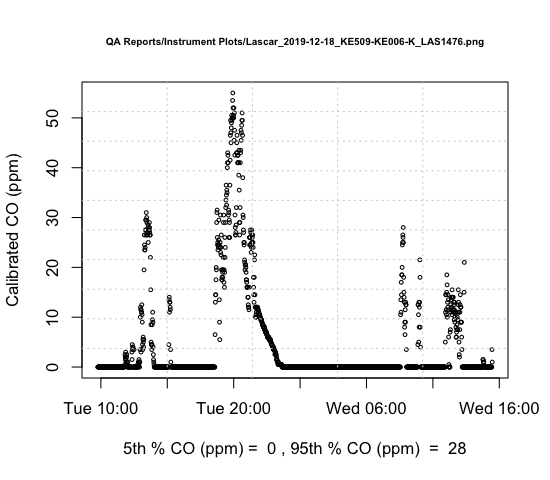 QA Reports/Instrument Plots/Lascar_2019-12-18_KE509-KE006-K_LAS1476.png
Calibrated CO (ppm)
50
40
30
20
10
0
Tue 10:00 Tue 20:00 Wed 06:00 Wed 16:00
5th % CO (ppm) = 0 , 95th % CO (ppm) = 28